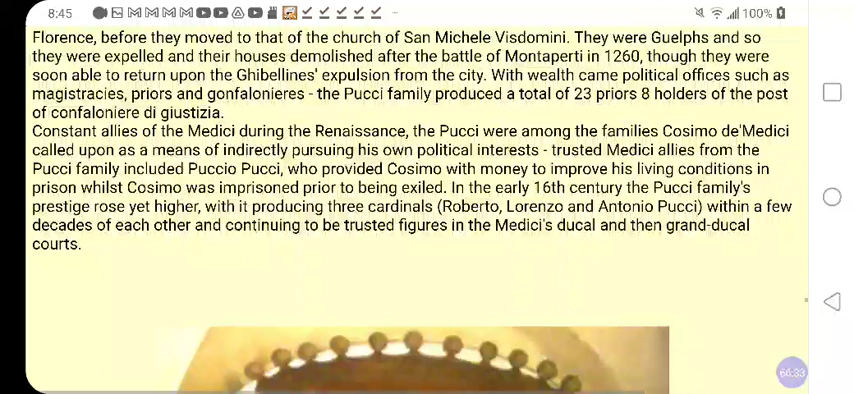 8:45
100%
Florence, before they moved to that of the church of San Michele Visdomini. They were Guelphs and so
they were expelled and their houses demolished after the battle of Montaperti in 1260, though they were
soon able to return upon the Ghibellines' expulsion from the city. With wealth came political offices such as
magistracies, priors and gonfalonieres - the Pucci family produced a total of 23 priors 8 holders of the post
of confaloniere di giustizia.
Constant allies of the Medici during the Renaissance, the Pucci were among the families Cosimo de'Medici
called upon as a means of indirectly pursuing his own political interests - trusted Medici allies from the
Pucci family included Puccio Pucci, who provided Cosimo with money to improve his living conditions in
prison whilst Cosimo was imprisoned prior to being exiled. In the early 16th century the Pucci family's
prestige rose yet higher, with it producing three cardinals (Roberto, Lorenzo and Antonio Pucci) within a few
decades of each other and continuing to be trusted figures in the Medici's ducal and then grand-ducal
courts.
66:33